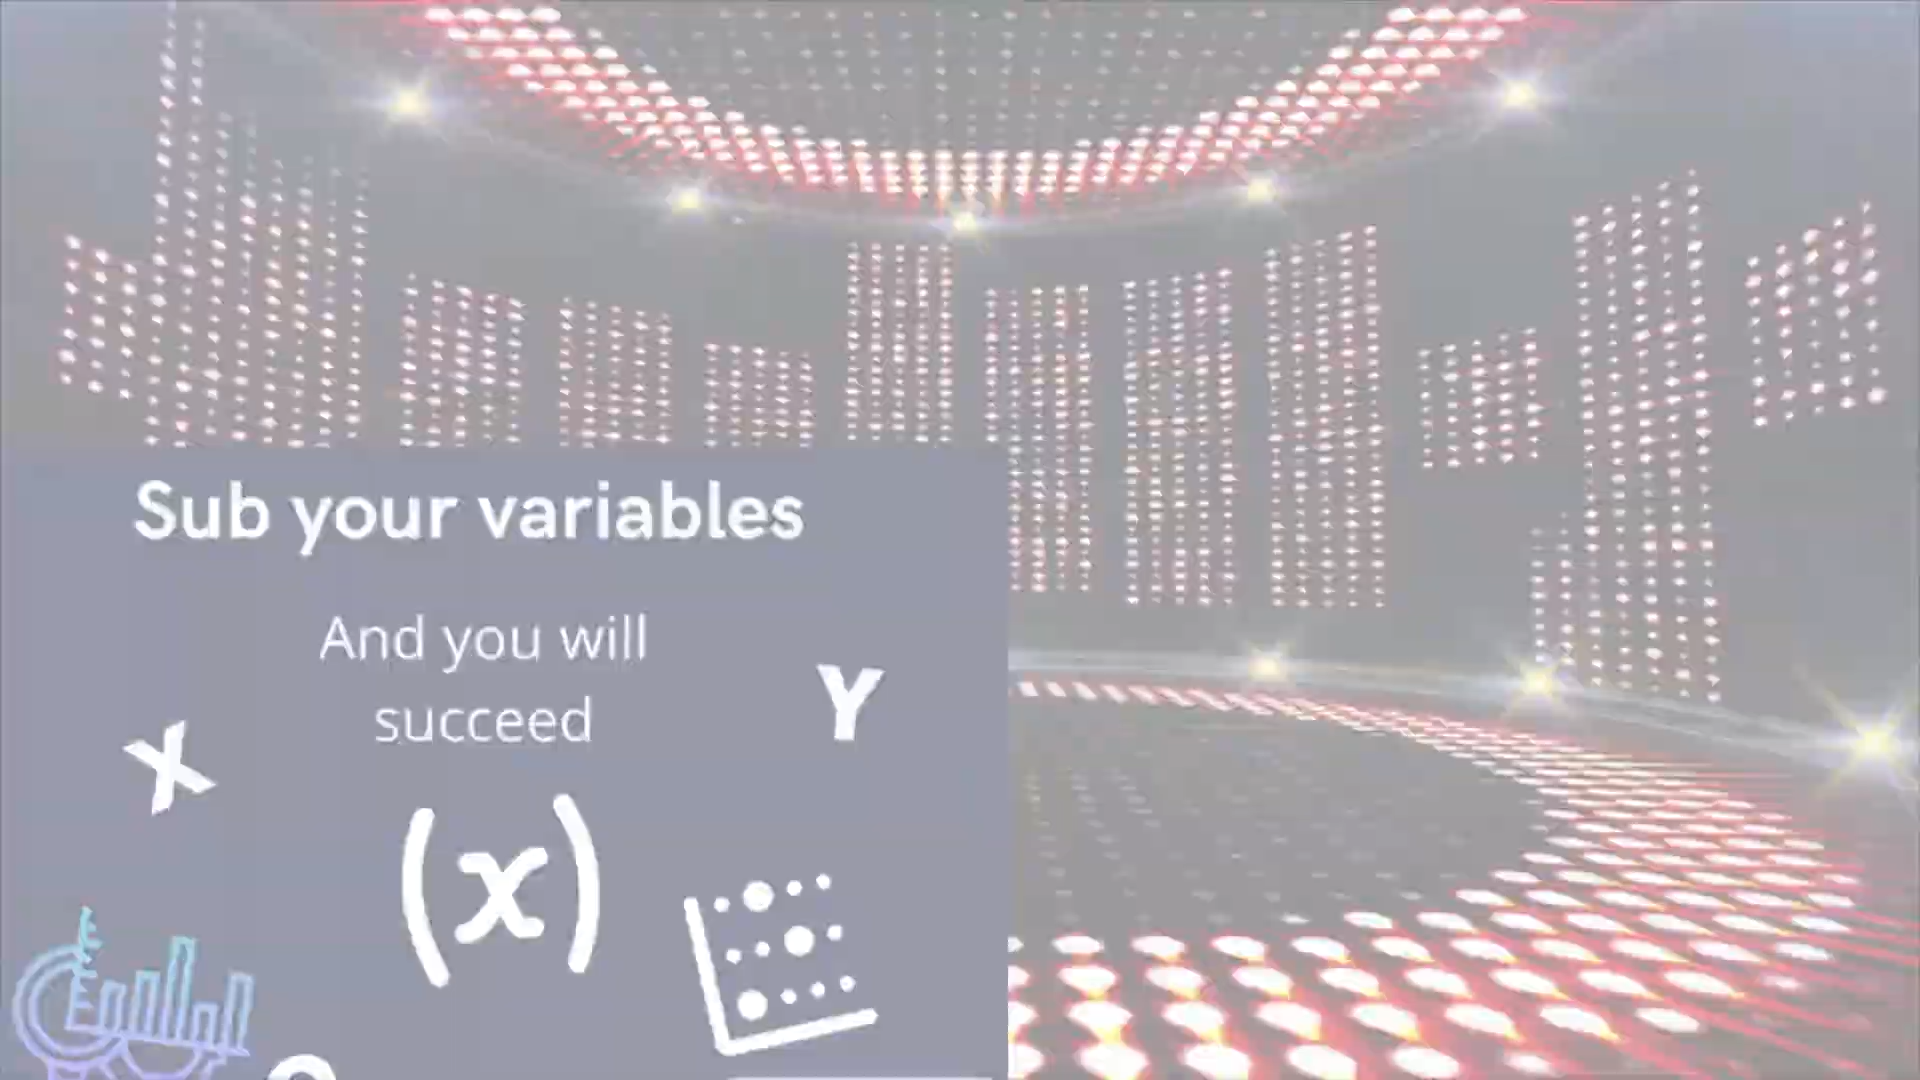 Sub your variables
And you will
succeed
Y
X
(x)